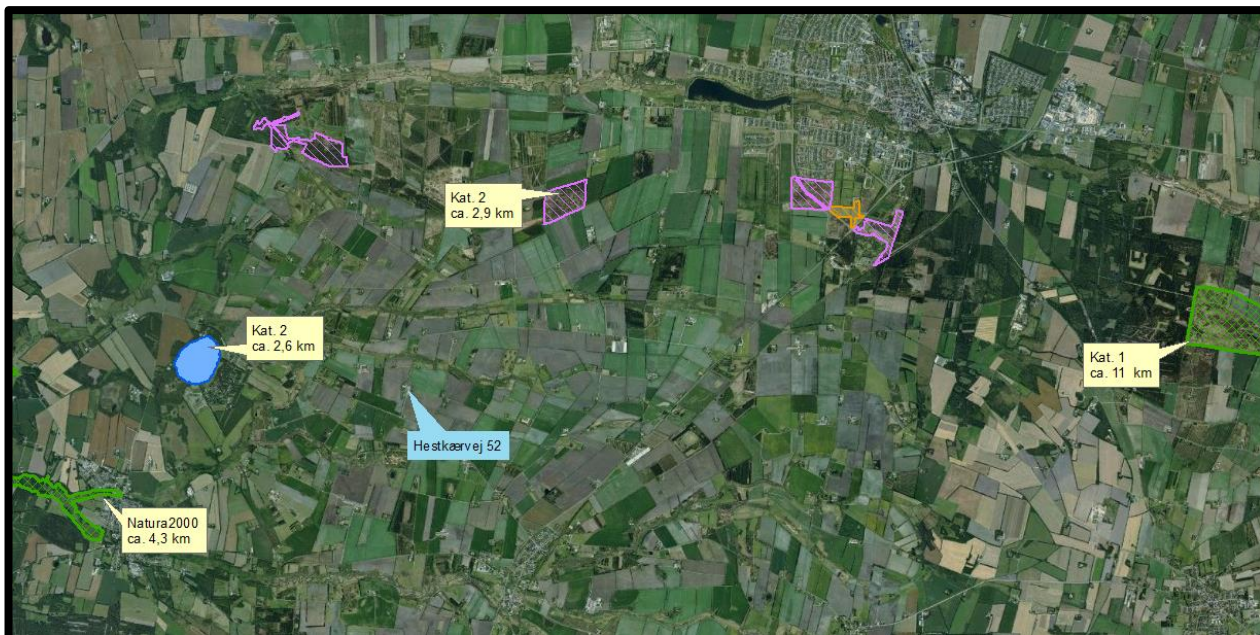 Kat. 2
ca. 2,9 km
Kat. 2
ca. 2,6 km
Kat. 1
ca. 11 km
Hestkærvej 52
Natura2000
ca. 4,3 km